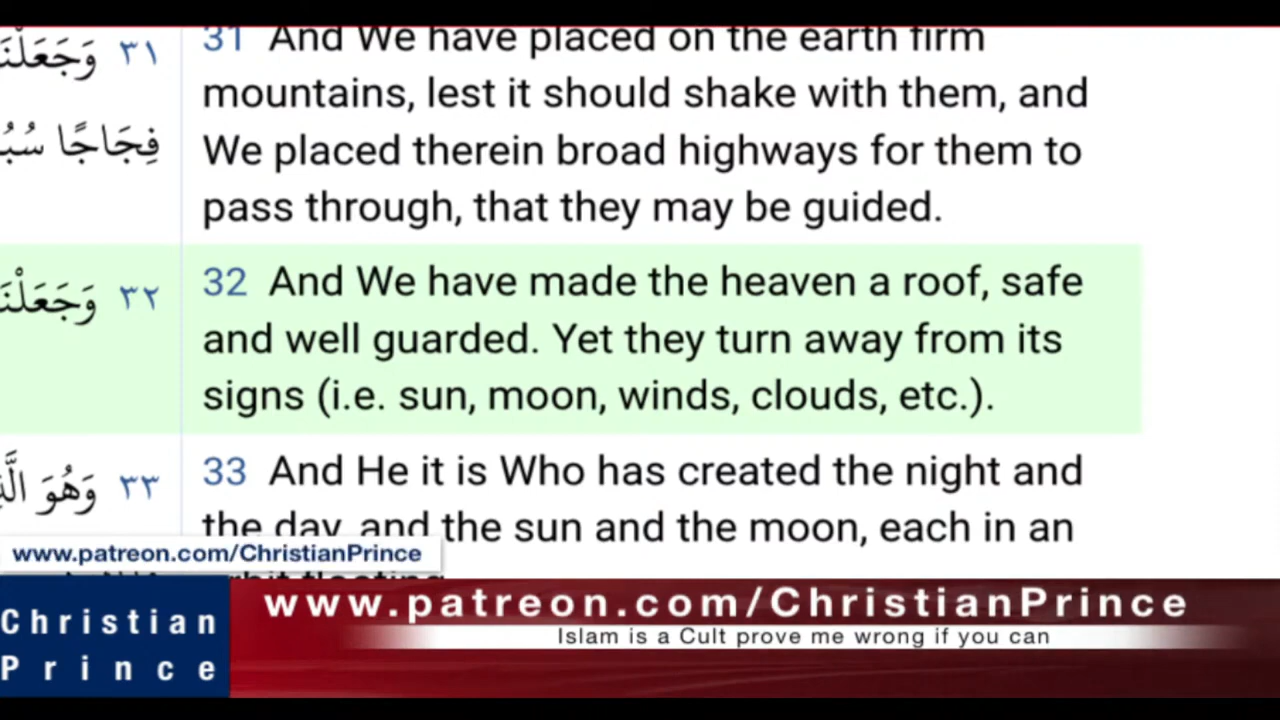 31 And We have placed on the earth firm
mountains, lest it should shake with them, and
We placed therein broad highways for them to
pass through, that they may be guided.
٣١ وَجَعَلْنَا
فِجَاجًا
32 And We have made the heaven a roof, safe
and well guarded. Yet they turn away from its
signs (i.e. sun, moon, winds, clouds, etc.).
٣٢ وَجَعَلْنَا
33 And He it is Who has created the night and
the day, and the sun and the moon, each in an
٣٣ وَهُوَ
orbit floating
www.patreon.com/ChristianPrince
Christian
Prince
www.patreon.com/ChristianPrince
Islam is a Cult prove me wrong if you can